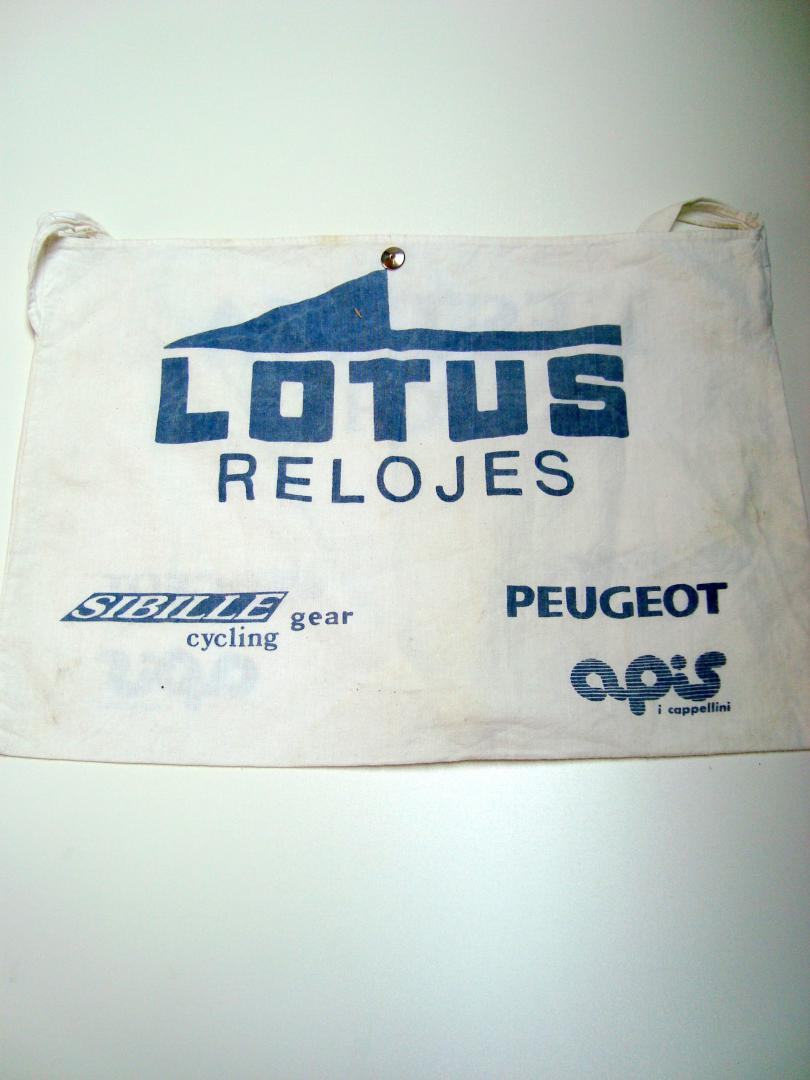 LOTUS
RELOJES
SIBILLE gear
cycling
PEUGEOT
apis
i cappellini